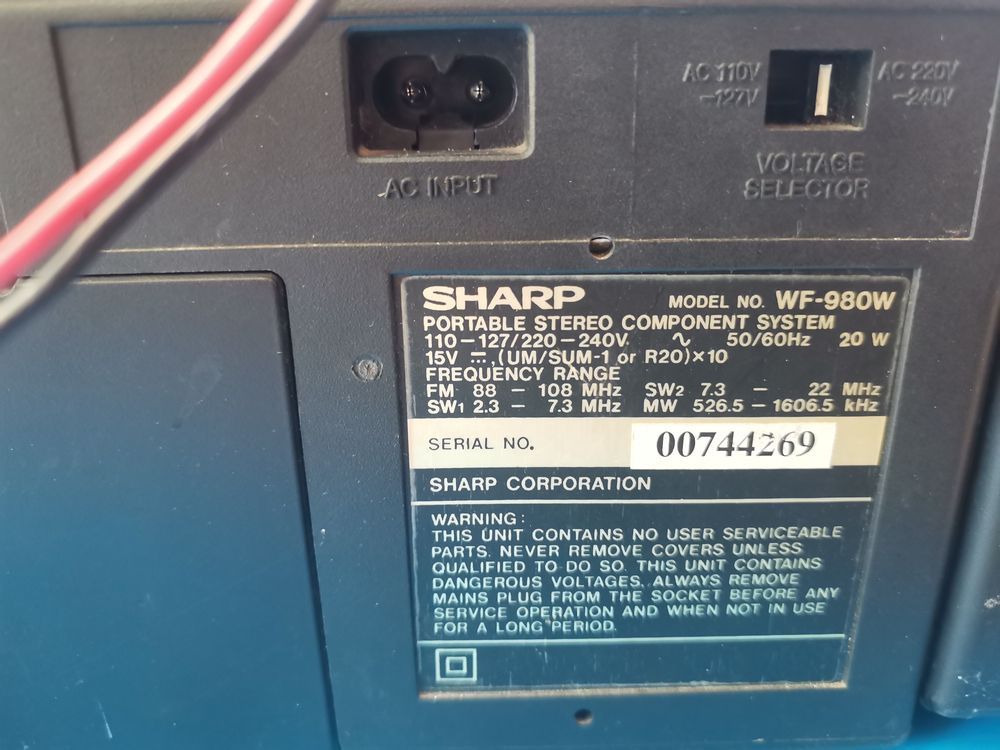 AC INPUT
AC 110V
-127V
AC 220V
-240V
VOLTAGE
SELECTOR
SHARP MODEL NO. WF-980W
PORTABLE STEREO COMPONENT SYSTEM
110-127/220-240V. ∿ 50/60Hz 20 W
15V ⎓, (UM/SUM-1 or R20)×10
FREQUENCY RANGE
FM 88 - 108 MHz SW2 7.3 - 22 MHz
SW1 2.3 - 7.3 MHz MW 526.5 - 1606.5 kHz
SERIAL NO. 00744269
SHARP CORPORATION
WARNING:
THIS UNIT CONTAINS NO USER SERVICEABLE
PARTS. NEVER REMOVE COVERS UNLESS
QUALIFIED TO DO SO. THIS UNIT CONTAINS
DANGEROUS VOLTAGES. ALWAYS REMOVE
MAINS PLUG FROM THE SOCKET BEFORE ANY
SERVICE OPERATION AND WHEN NOT IN USE
FOR A LONG PERIOD.